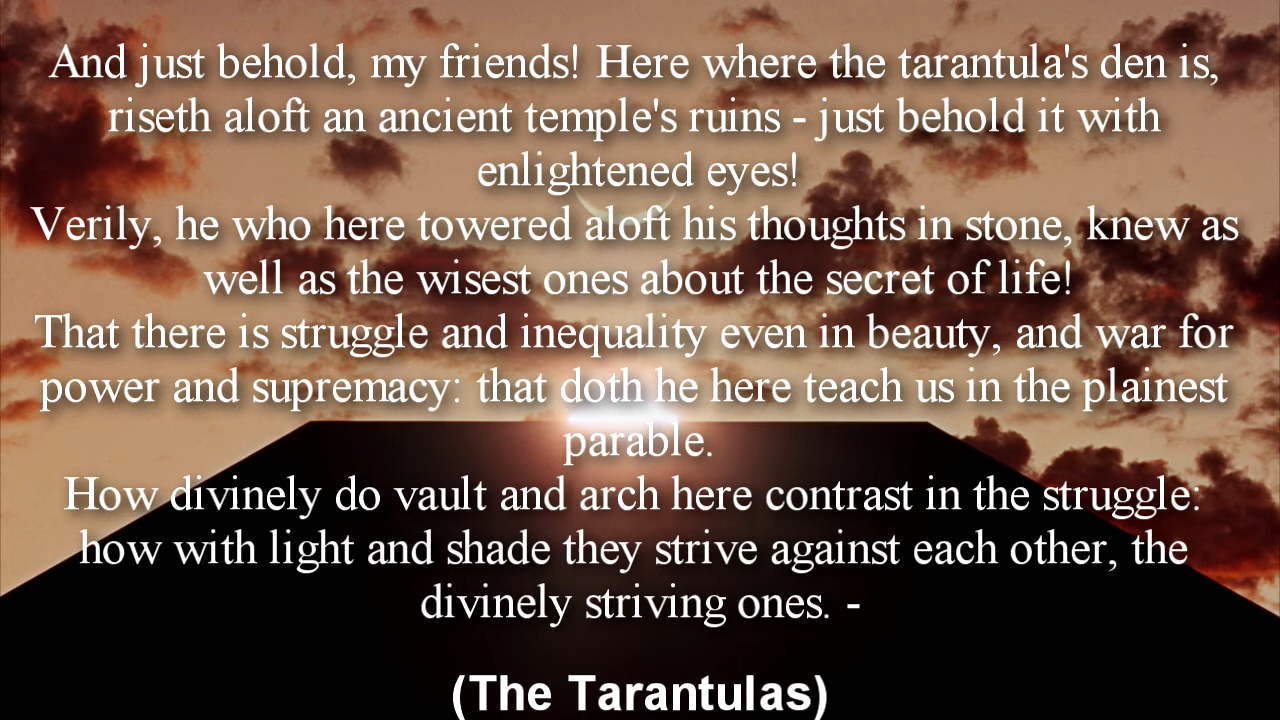 And just behold, my friends! Here where the tarantula's den is,
riseth aloft an ancient temple's ruins - just behold it with
enlightened eyes!
Verily, he who here towered aloft his thoughts in stone, knew as
well as the wisest ones about the secret of life!
That there is struggle and inequality even in beauty, and war for
power and supremacy: that doth he here teach us in the plainest
parable.
How divinely do vault and arch here contrast in the struggle:
how with light and shade they strive against each other, the
divinely striving ones. -
(The Tarantulas)